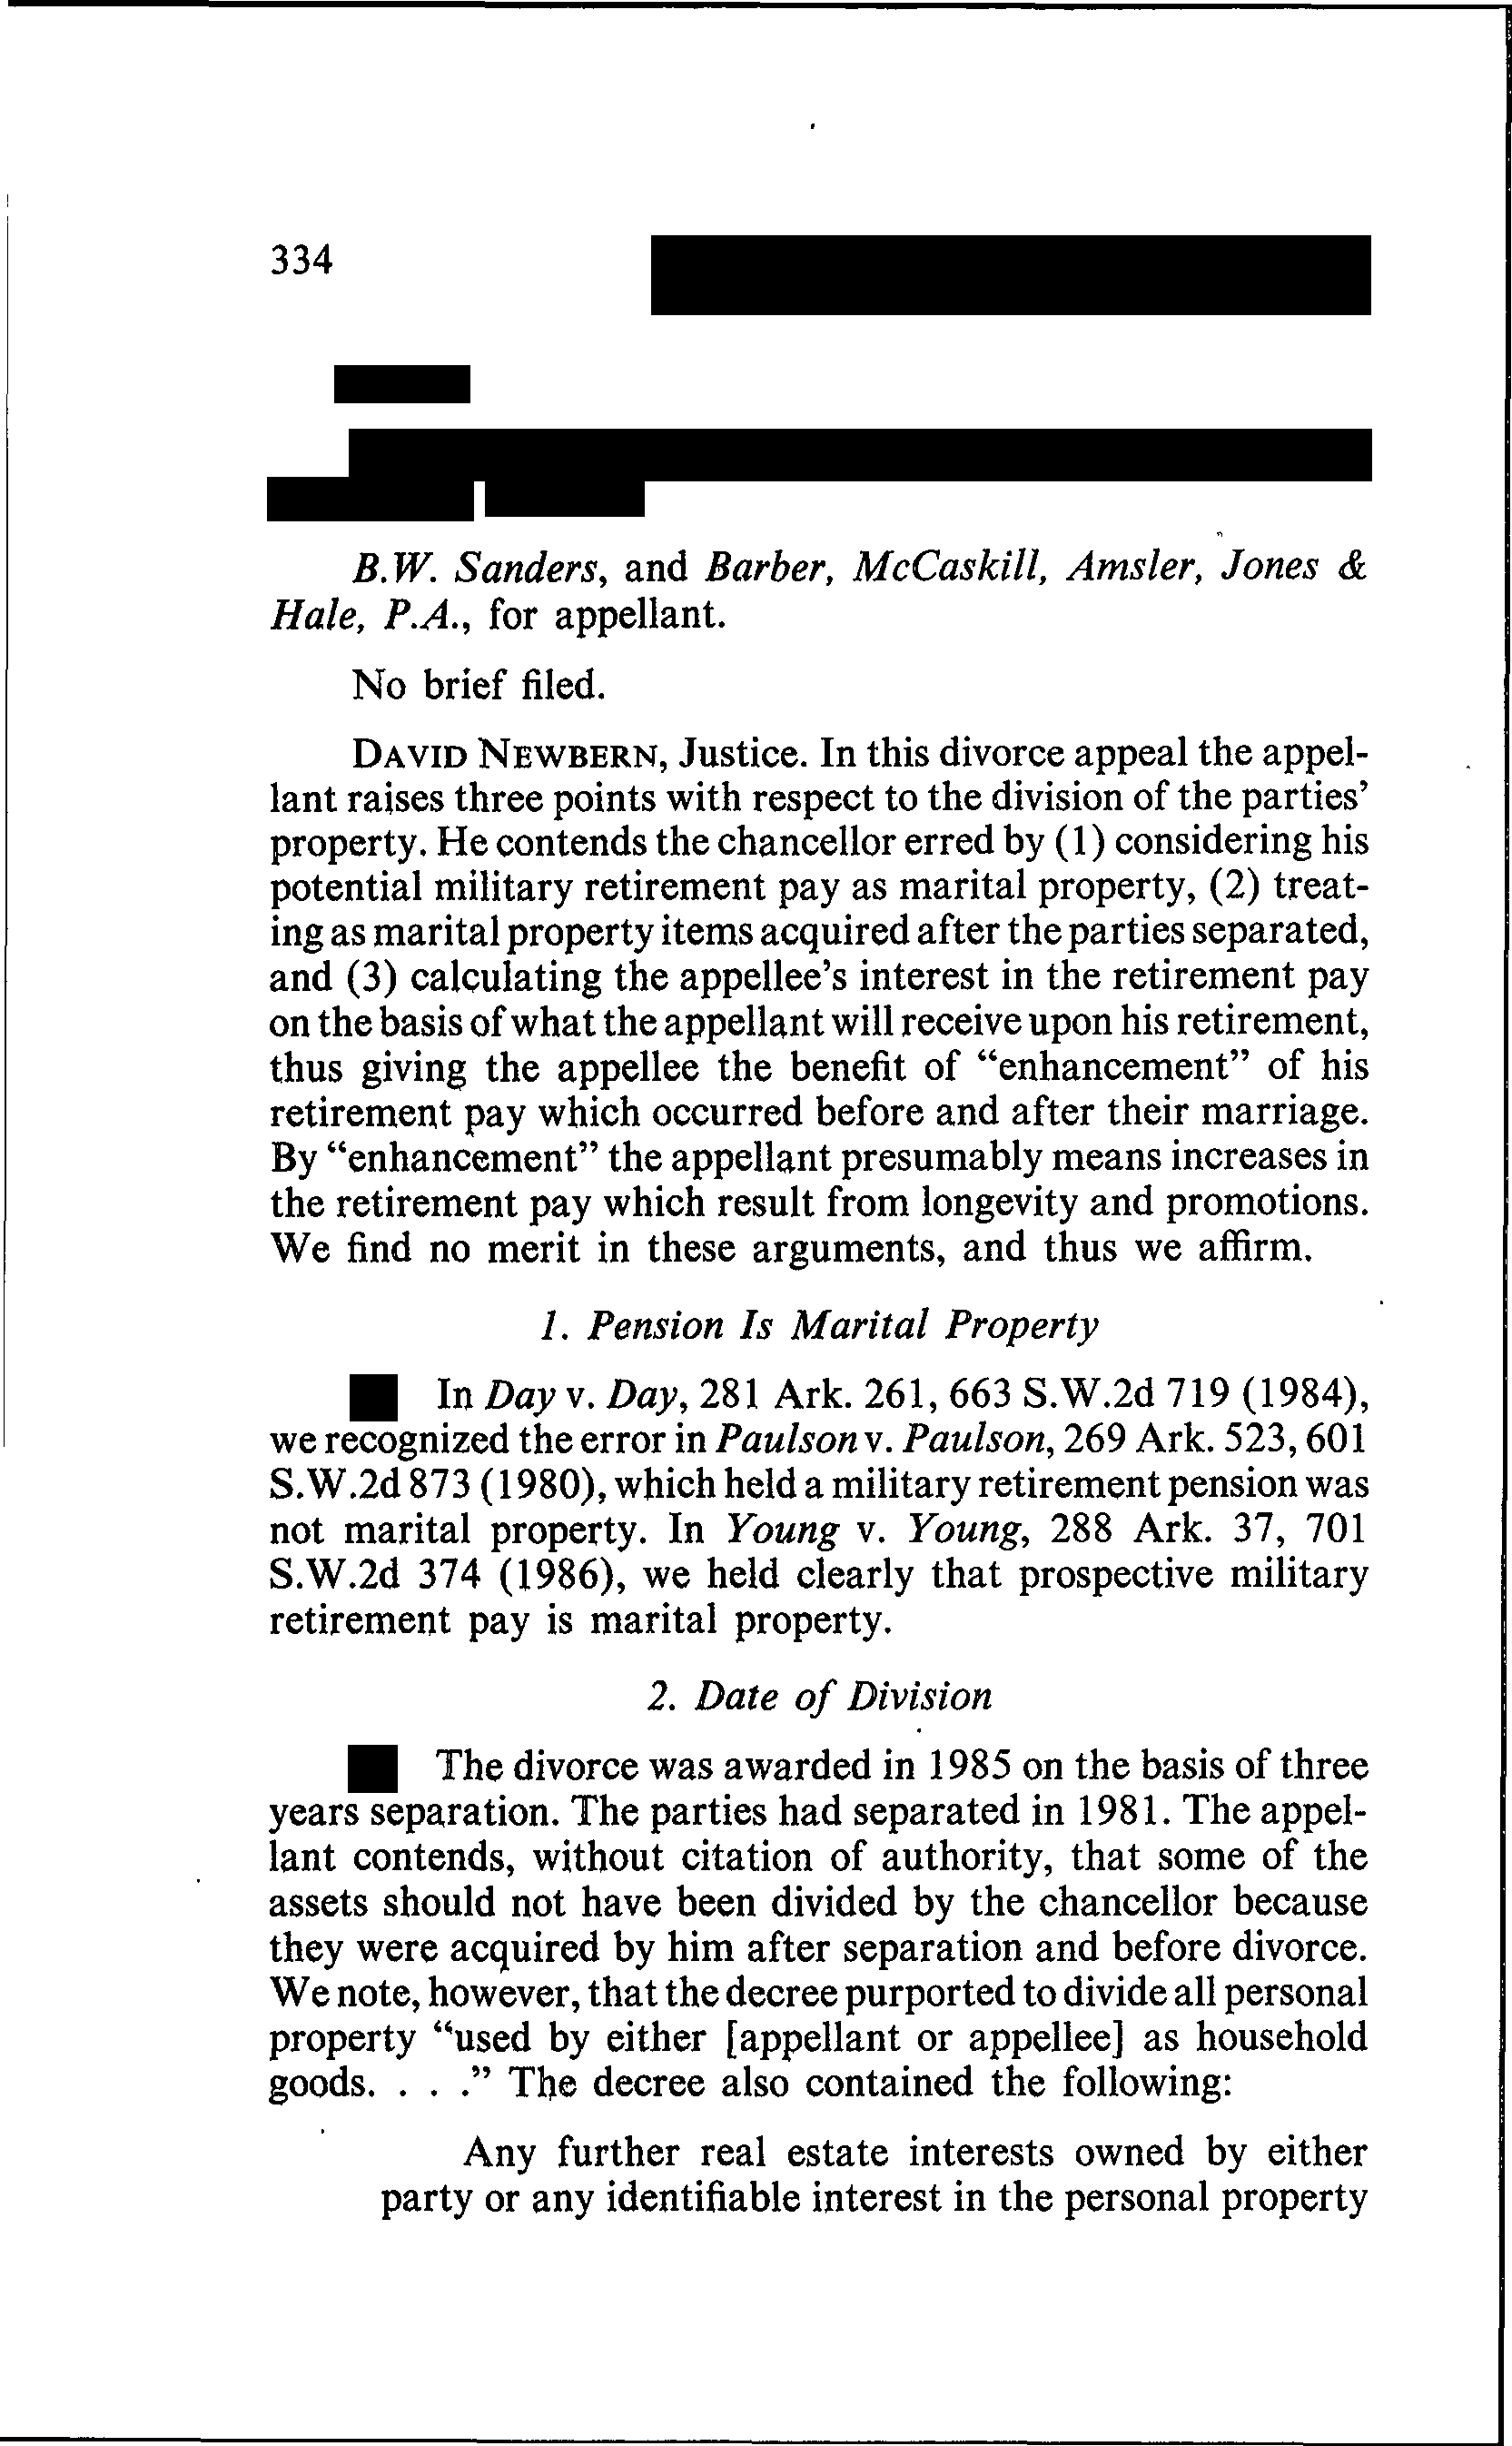 334
B.W. Sanders, and Barber, McCaskill, Amsler, Jones &
Hale, P.A., for appellant.
No brief filed.
DAVID NEWBERN, Justice. In this divorce appeal the appel-
lant raises three points with respect to the division of the parties'
property. He contends the chancellor erred by (1) considering his
potential military retirement pay as marital property, (2) treat-
ing as marital property items acquired after the parties separated,
and (3) calculating the appellee's interest in the retirement pay
on the basis of what the appellant will receive upon his retirement,
thus giving the appellee the benefit of “enhancement” of his
retirement pay which occurred before and after their marriage.
By “enhancement” the appellant presumably means increases in
the retirement pay which result from longevity and promotions.
We find no merit in these arguments, and thus we affirm.
1. Pension Is Marital Property
In Day v. Day, 281 Ark. 261, 663 S.W.2d 719 (1984),
we recognized the error in Paulson v. Paulson, 269 Ark. 523, 601
S.W.2d 873 (1980), which held a military retirement pension was
not marital property. In Young v. Young, 288 Ark. 37, 701
S.W.2d 374 (1986), we held clearly that prospective military
retirement pay is marital property.
2. Date of Division
The divorce was awarded in 1985 on the basis of three
years separation. The parties had separated in 1981. The appel-
lant contends, without citation of authority, that some of the
assets should not have been divided by the chancellor because
they were acquired by him after separation and before divorce.
We note, however, that the decree purported to divide all personal
property “used by either [appellant or appellee] as household
goods. . . .” The decree also contained the following:
Any further real estate interests owned by either
party or any identifiable interest in the personal property